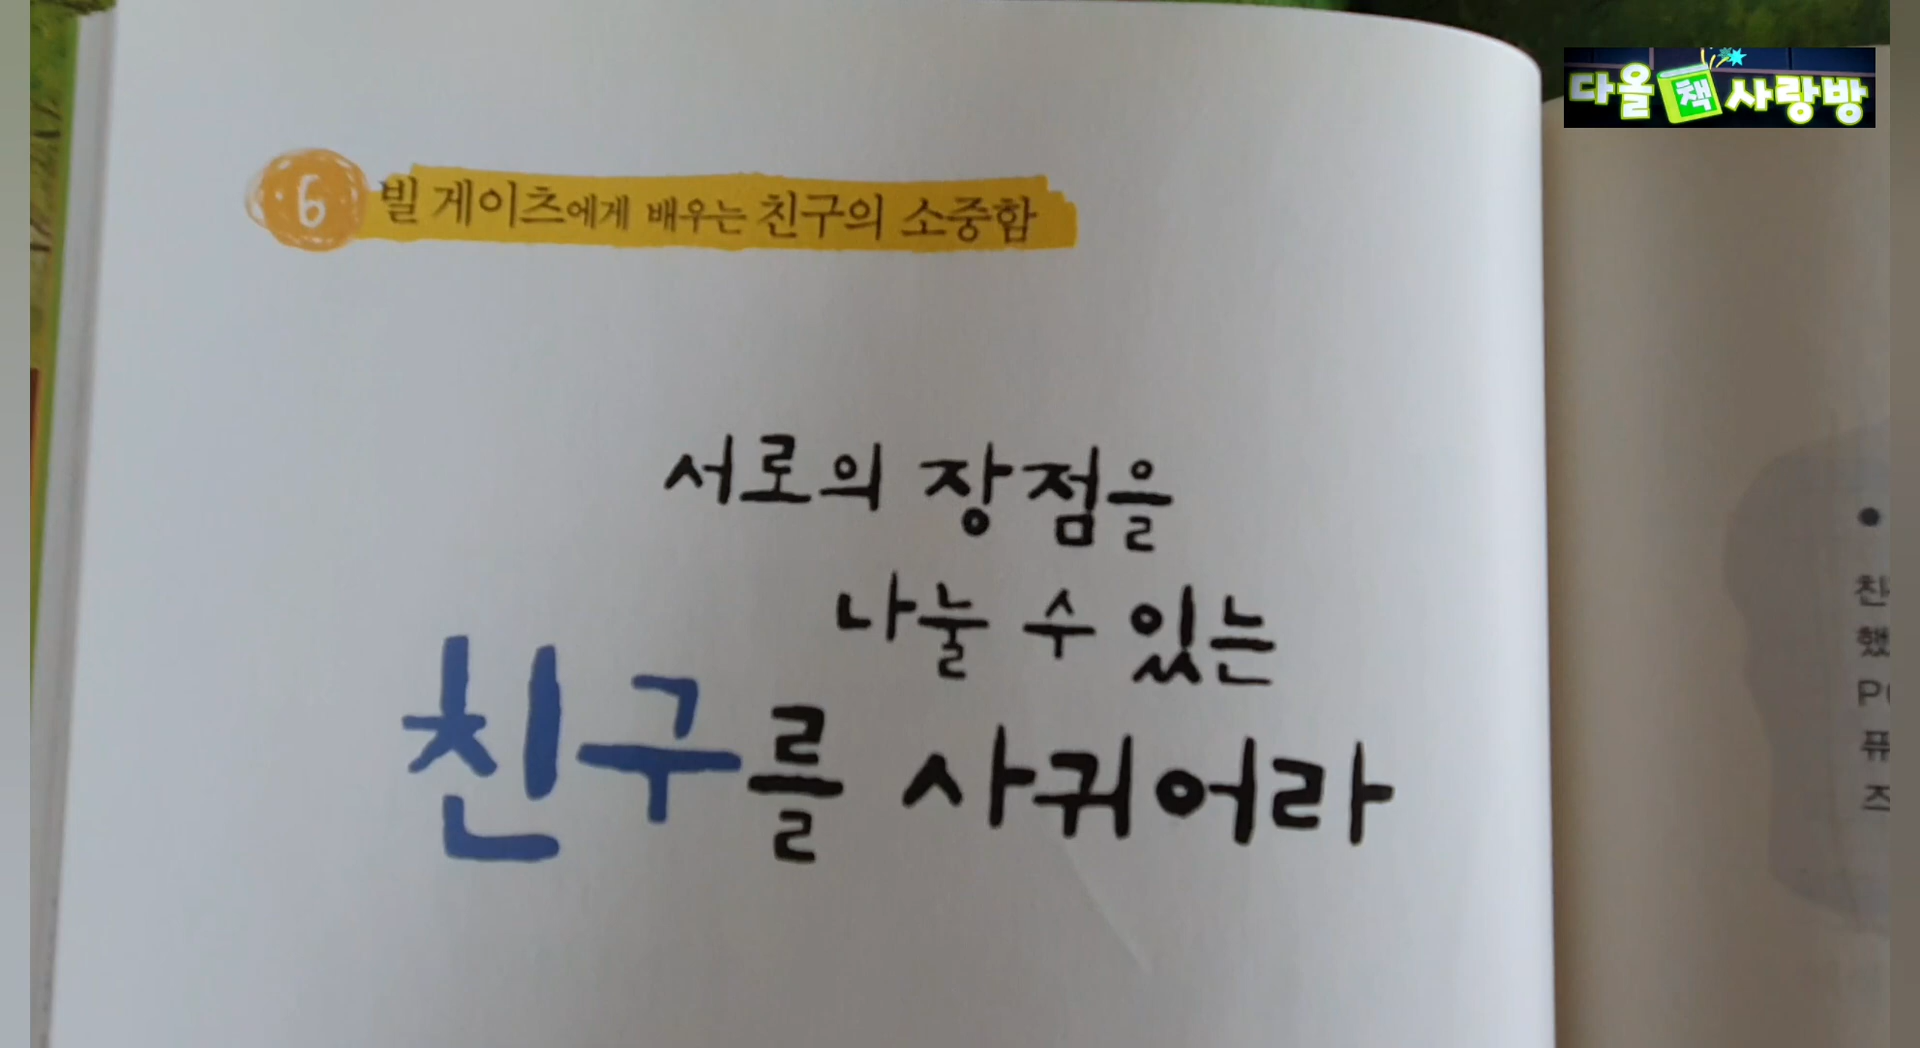 다올 책 사랑방
6 빌 게이츠에게 배우는 친구의 소중함
서로의 장점을
나눌 수 있는
친구를 사귀어라